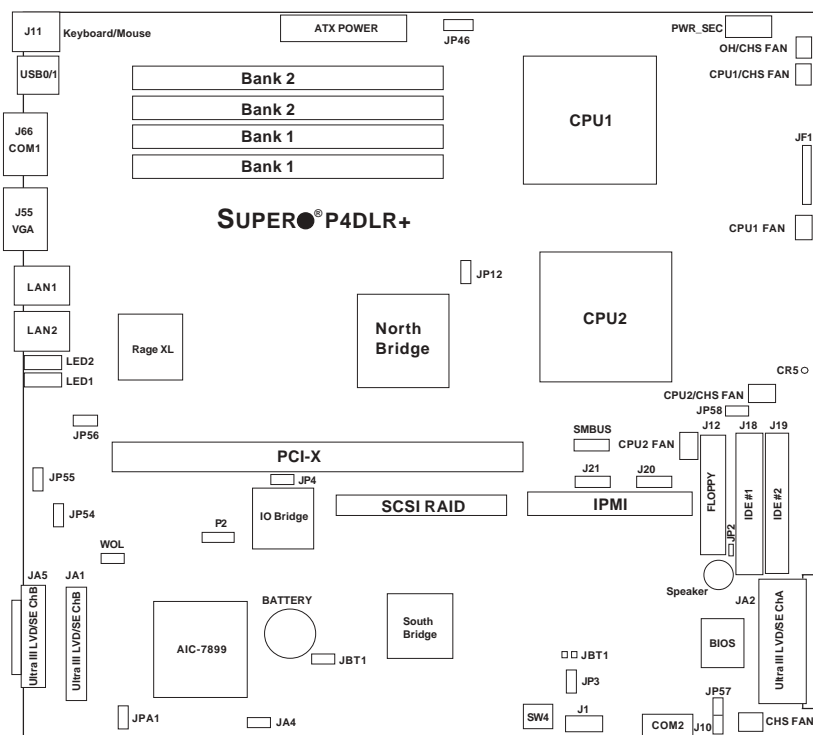 J11
Keyboard/Mouse
ATX POWER
JP46
PWR_SEC
OH/CHS FAN
USB0/1
CPU1/CHS FAN
Bank 2
Bank 2
Bank 1
Bank 1
CPU1
J66
COM1
JF1
J55
VGA
SUPER®P4DLR+
CPU1 FAN
LAN1
JP12
LAN2
Rage XL
North
Bridge
CPU2
LED2
LED1
CR5
CPU2/CHS FAN
JP58
JP56
SMBUS
CPU2 FAN
J12
J18
J19
PCI-X
JP55
JP4
J21
J20
FLOPPY
IDE #1
IDE #2
JP54
IO Bridge
SCSI RAID
IPMI
P2
JP2
WOL
Speaker
JA5
JA1
JA2
Ultra III LVD/SE ChB
Ultra III LVD/SE ChB
Ultra III LVD/SE ChA
BATTERY
AIC-7899
South
Bridge
BIOS
JBT1
JBT1
JP3
JPA1
JA4
SW4
J1
COM2
JP57
J10
CHS FAN